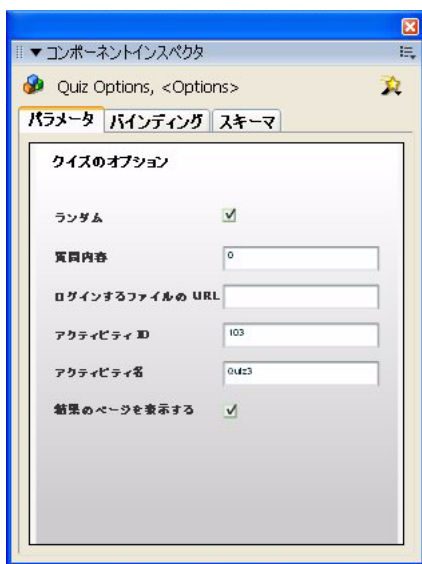 コンポーネントインスペクタ
Quiz Options, <Options>
パラメータ バインディング スキーマ
クイズのオプション
ランダム
質問内容 0
ログインするファイルの URL
アクティビティ ID 103
アクティビティ名 Quiz3
結果のページを表示する